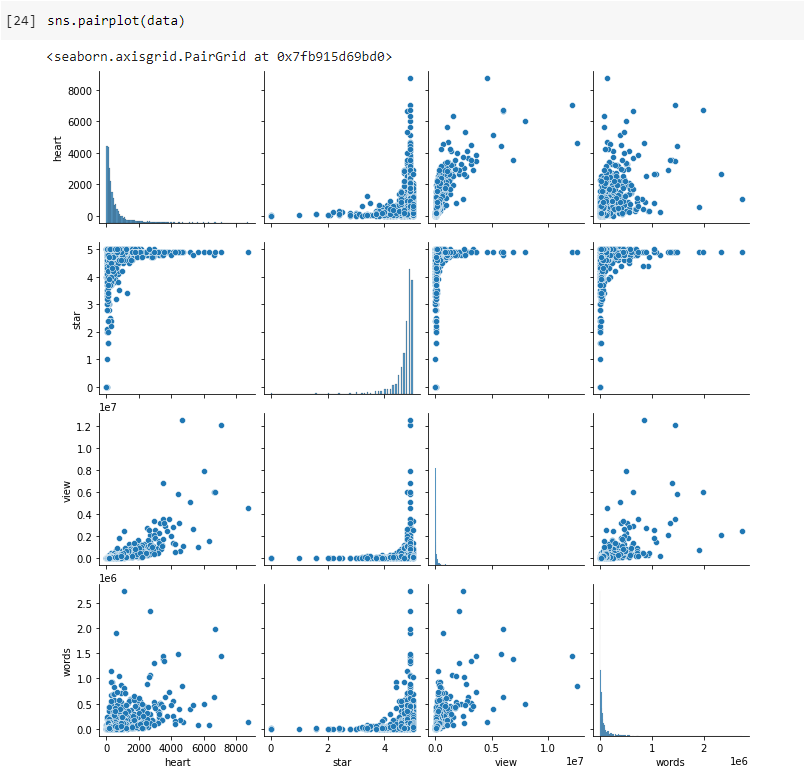 [24] sns.pairplot(data)
<seaborn.axisgrid.PairGrid at 0x7fb915d69bd0>
8000
6000
4000
2000
0
heart
5
4
3
2
1
0
star
1e7
1.2
1.0
0.8
0.6
0.4
0.2
0.0
view
1e6
2.5
2.0
1.5
1.0
0.5
0.0
words
0 2000 4000 6000 8000
heart
0 2 4
star
0.0 0.5 1.0
view 1e7
0 1 2
words 1e6